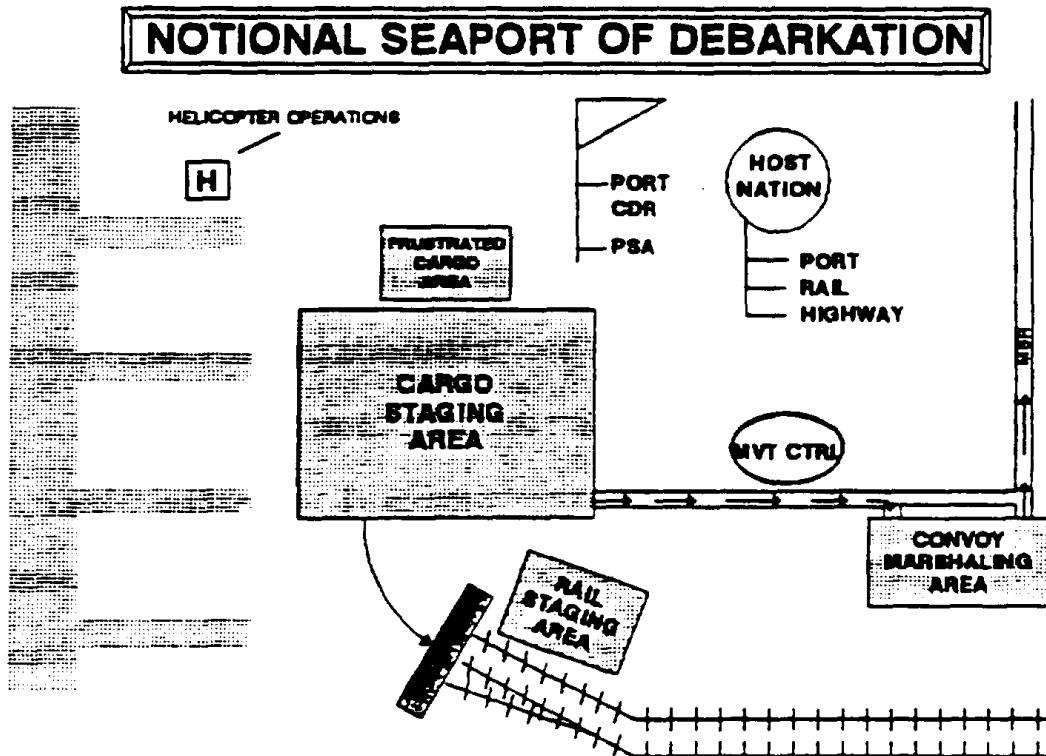 NOTIONAL SEAPORT OF DEBARKATION
HELICOPTER OPERATIONS
H
PORT
CDR
PSA
HOST
NATION
PORT
RAIL
HIGHWAY
FRUSTRATED
CARGO
AREA
CARGO
STAGING
AREA
MSR
MVT CTRL
CONVOY
MARSHALING
AREA
RAIL
STAGING
AREA